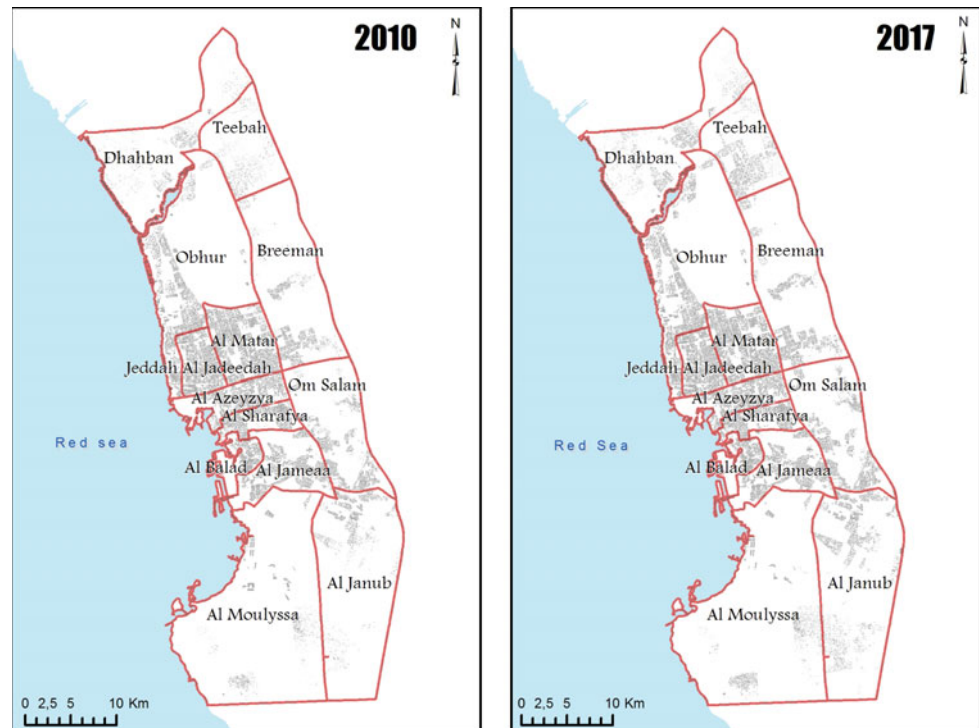 2010
N
Teebah
Dhahban
Obhur
Breeman
Al Matar
Jeddah Al Jadeedah
Om Salam
Al Azeyzya
Al Sharafya
Red sea
Al Balad
Al Jameaa
Al Janub
Al Moulyssa
0 2,5 5 10 Km
2017
N
Teebah
Dhahban
Obhur
Breeman
Al Matar
Jeddah Al Jadeedah
Om Salam
Al Azeyzya
Al Sharafya
Red Sea
Al Balad
Al Jameaa
Al Janub
Al Moulyssa
0 2,5 5 10 Km